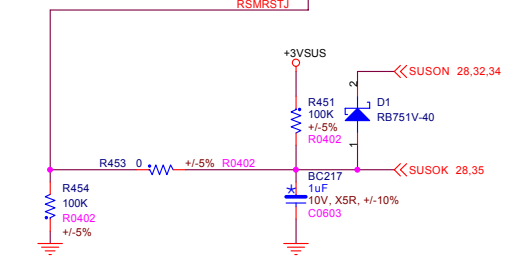 RSMRSTJ
+3VSUS
SUSON 28,32,34
2
R451
100K
+/-5%
R0402
D1
RB751V-40
1
R453 0 +/-5% R0402
SUSOK 28,35
R454
100K
R0402
+/-5%
BC217
1uF
10V, X5R, +/-10%
C0603